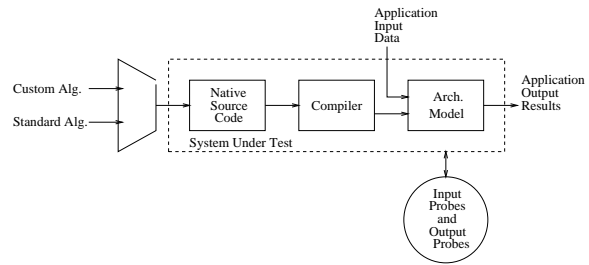 Application
Input
Data
Custom Alg.
Standard Alg.
Native
Source
Code
Compiler
Arch.
Model
Application
Output
Results
System Under Test
Input
Probes
and
Output
Probes